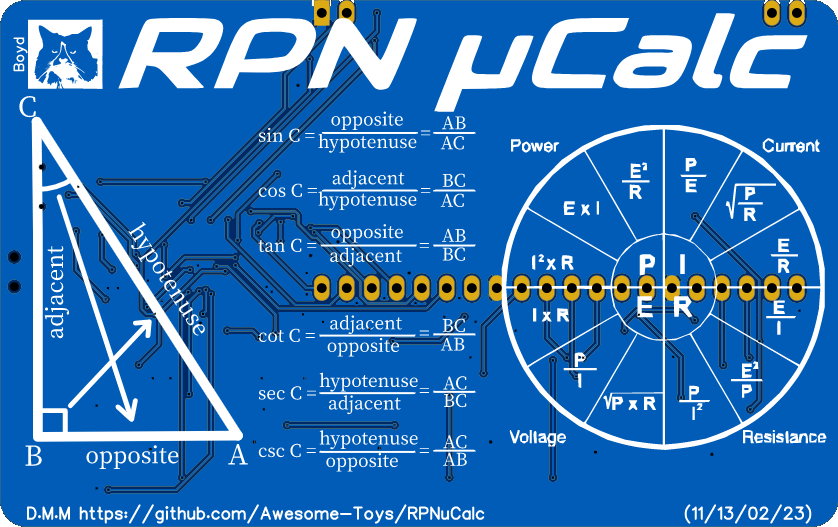 Boyd
RPN µCalc
C
adjacent
hypotenuse
B
opposite
A
sin C = opposite/hypotenuse = AB/AC
cos C = adjacent/hypotenuse = BC/AC
tan C = opposite/adjacent = AB/BC
cot C = adjacent/opposite = BC/AB
sec C = hypotenuse/adjacent = AC/BC
csc C = hypotenuse/opposite = AC/AB
Power
Current
E²/R
P/E
E x I
√P/R
I² x R
E/R
P
I
E
R
I x R
E/I
P/I
E²/P
√P x R
P/I²
Voltage
Resistance
D.M.M https://github.com/Awesome-Toys/RPNuCalc
(11/13/02/23)